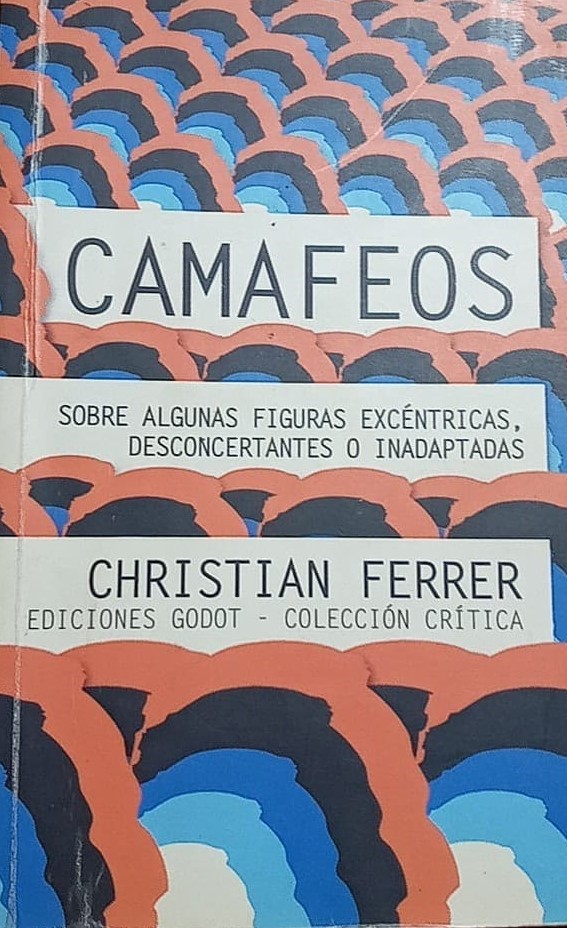 CAMAFEOS
SOBRE ALGUNAS FIGURAS EXCÉNTRICAS,
DESCONCERTANTES O INADAPTADAS
CHRISTIAN FERRER
EDICIONES GODOT - COLECCIÓN CRÍTICA